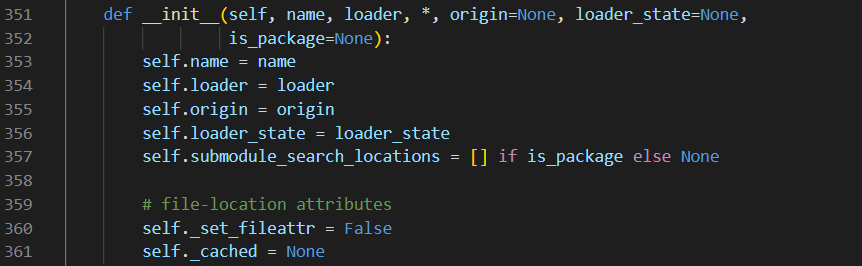 351 def __init__(self, name, loader, *, origin=None, loader_state=None,
352 is_package=None):
353 self.name = name
354 self.loader = loader
355 self.origin = origin
356 self.loader_state = loader_state
357 self.submodule_search_locations = [] if is_package else None
358
359 # file-location attributes
360 self._set_fileattr = False
361 self._cached = None